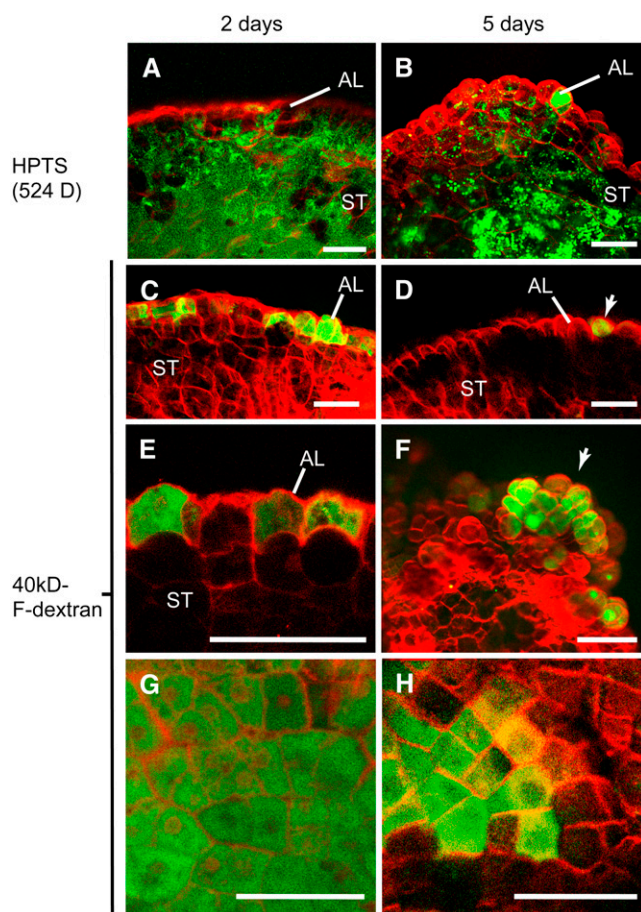 2 days
5 days
A
AL
ST
B
AL
ST
HPTS
(524 D)
C
AL
ST
D
AL
ST
E
AL
ST
F
40kD-
F-dextran
G
H